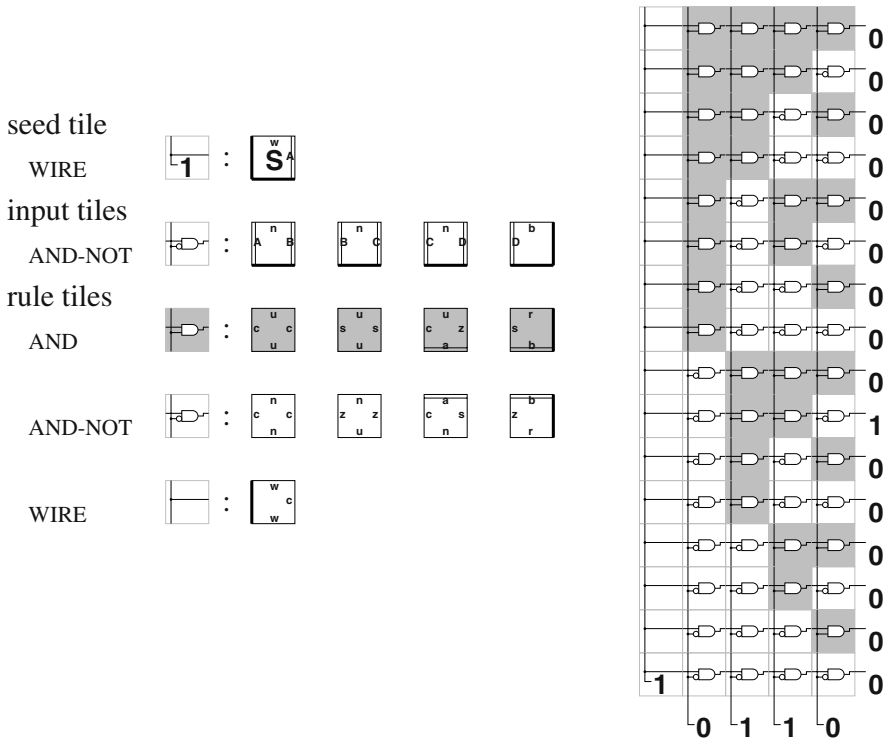 seed tile
WIRE 1 : w S A
input tiles
AND-NOT : n A B n B C n C D b D
rule tiles
AND : u c c u u s s u u c z a r s b
AND-NOT : n c c n n z z u a c s n b z r
WIRE : w c w
0
0
0
0
0
0
0
0
0
1
0
0
0
0
0
1 0
0 1 1 0